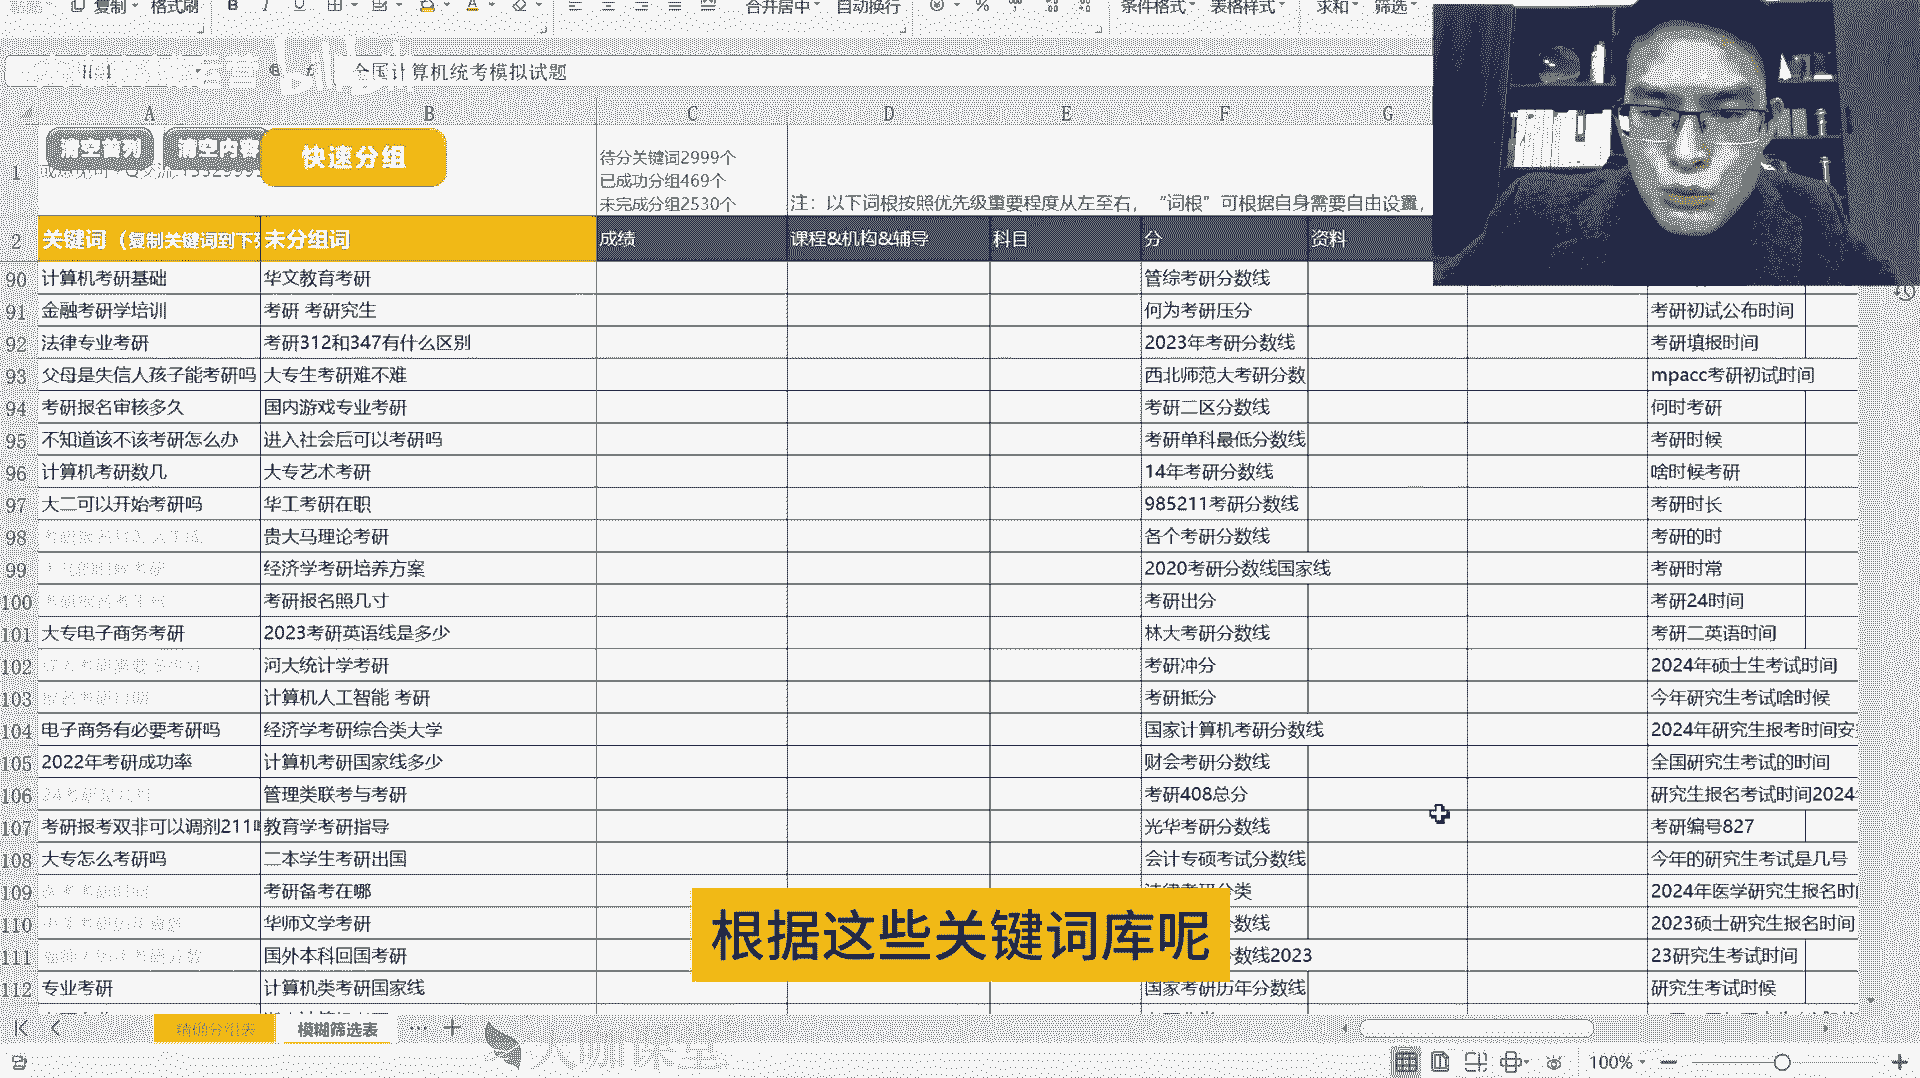 复制 格式刷 B I U 合并居中 自动换行 % 条件格式 表格样式 求和 筛选
全国计算机统考模拟试题
A B C D E F G
清空首列 清空内容 快速分组
待分关键词2999个
已成功分组469个
未完成分组2530个
注：以下词根按照优先级重要程度从左至右，“词根”可根据自身需要自由设置，
1
2 关键词（复制关键词到下列 未分组词 成绩 课程&机构&辅导 科目 分 资料
90 计算机考研基础 华文教育考研 管综考研分数线
91 金融考研学培训 考研 考研究生 何为考研压分 考研初试公布时间
92 法律专业考研 考研312和347有什么区别 2023年考研分数线 考研填报时间
93 父母是失信人孩子能考研吗 大专生考研难不难 西北师范大考研分数 mpacc考研初试时间
94 考研报名审核多久 国内游戏专业考研 考研二区分数线 何时考研
95 不知道该不该考研怎么办 进入社会后可以考研吗 考研单科最低分数线 考研时候
96 计算机考研数几 大专艺术考研 14年考研分数线 啥时候考研
97 大二可以开始考研吗 华工考研在职 985211考研分数线 考研时长
98 贵大马理论考研 各个考研分数线 考研的时
99 经济学考研培养方案 2020考研分数线国家线 考研时常
100 考研报名照几寸 考研出分 考研24时间
101 大专电子商务考研 2023考研英语线是多少 林大考研分数线 考研二英语时间
102 河大统计学考研 考研冲分 2024年硕士生考试时间
103 计算机人工智能 考研 考研抵分 今年研究生考试啥时候
104 电子商务有必要考研吗 经济学考研综合类大学 国家计算机考研分数线 2024年研究生报考时间安
105 2022年考研成功率 计算机考研国家线多少 财会考研分数线 全国研究生考试的时间
106 管理类联考与考研 考研408总分 研究生报名考试时间2024
107 考研报考双非可以调剂211 教育学考研指导 光华考研分数线 考研编号827
108 大专怎么考研吗 二本学生考研出国 会计专硕考试分数线 今年的研究生考试是几号
109 考研备考在哪 类 2024年医学研究生报名时
110 华师文学考研 数线 2023硕士研究生报名时间
111 国外本科回国考研 数线2023 23研究生考试时间
112 专业考研 计算机类考研国家线 国家考研历年分数线 研究生考试时候
根据这些关键词库呢
精确分组表 模糊筛选表 ··· +
大咖课堂
100%